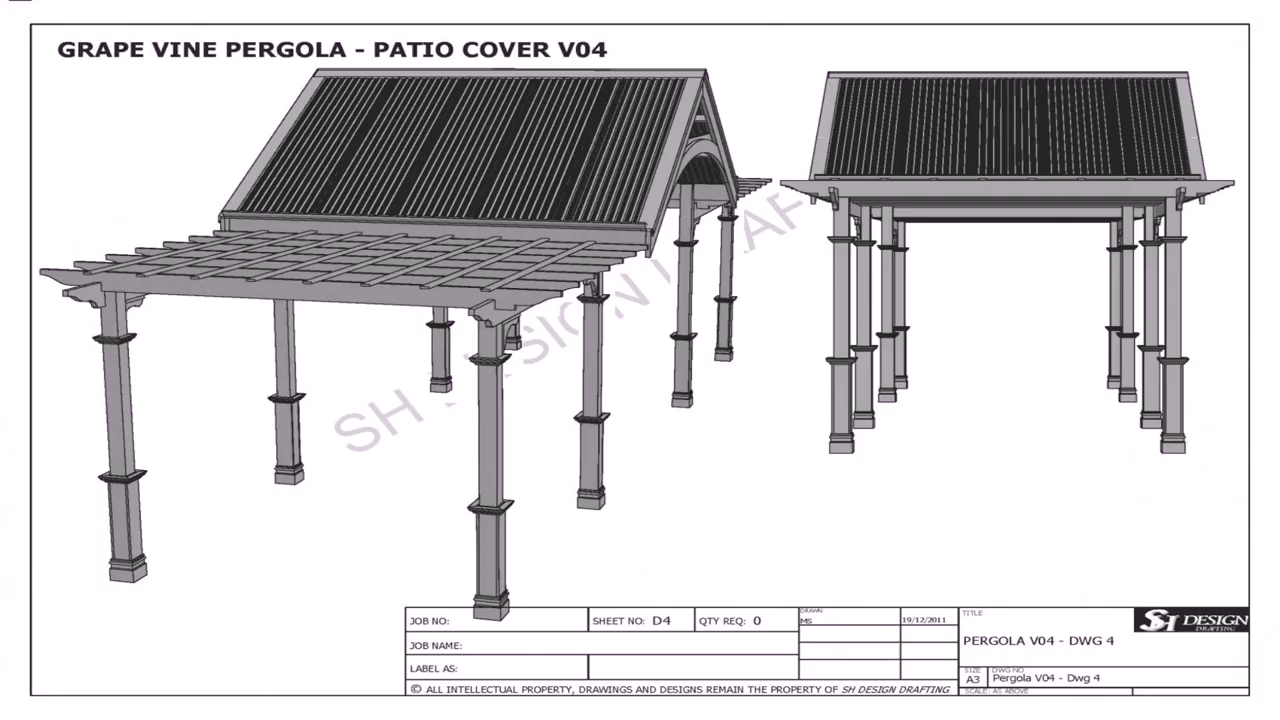 GRAPE VINE PERGOLA - PATIO COVER V04
SH DESIGN
JOB NO:
SHEET NO: D4
QTY REQ: 0
DRAWN
MS
19/12/2011
TITLE
SH DESIGN
DRAFTING
PERGOLA V04 - DWG 4
JOB NAME:
LABEL AS:
SIZE
A3
DWG NO
Pergola V04 - Dwg 4
SCALE: AS ABOVE
© ALL INTELLECTUAL PROPERTY, DRAWINGS AND DESIGNS REMAIN THE PROPERTY OF SH DESIGN DRAFTING